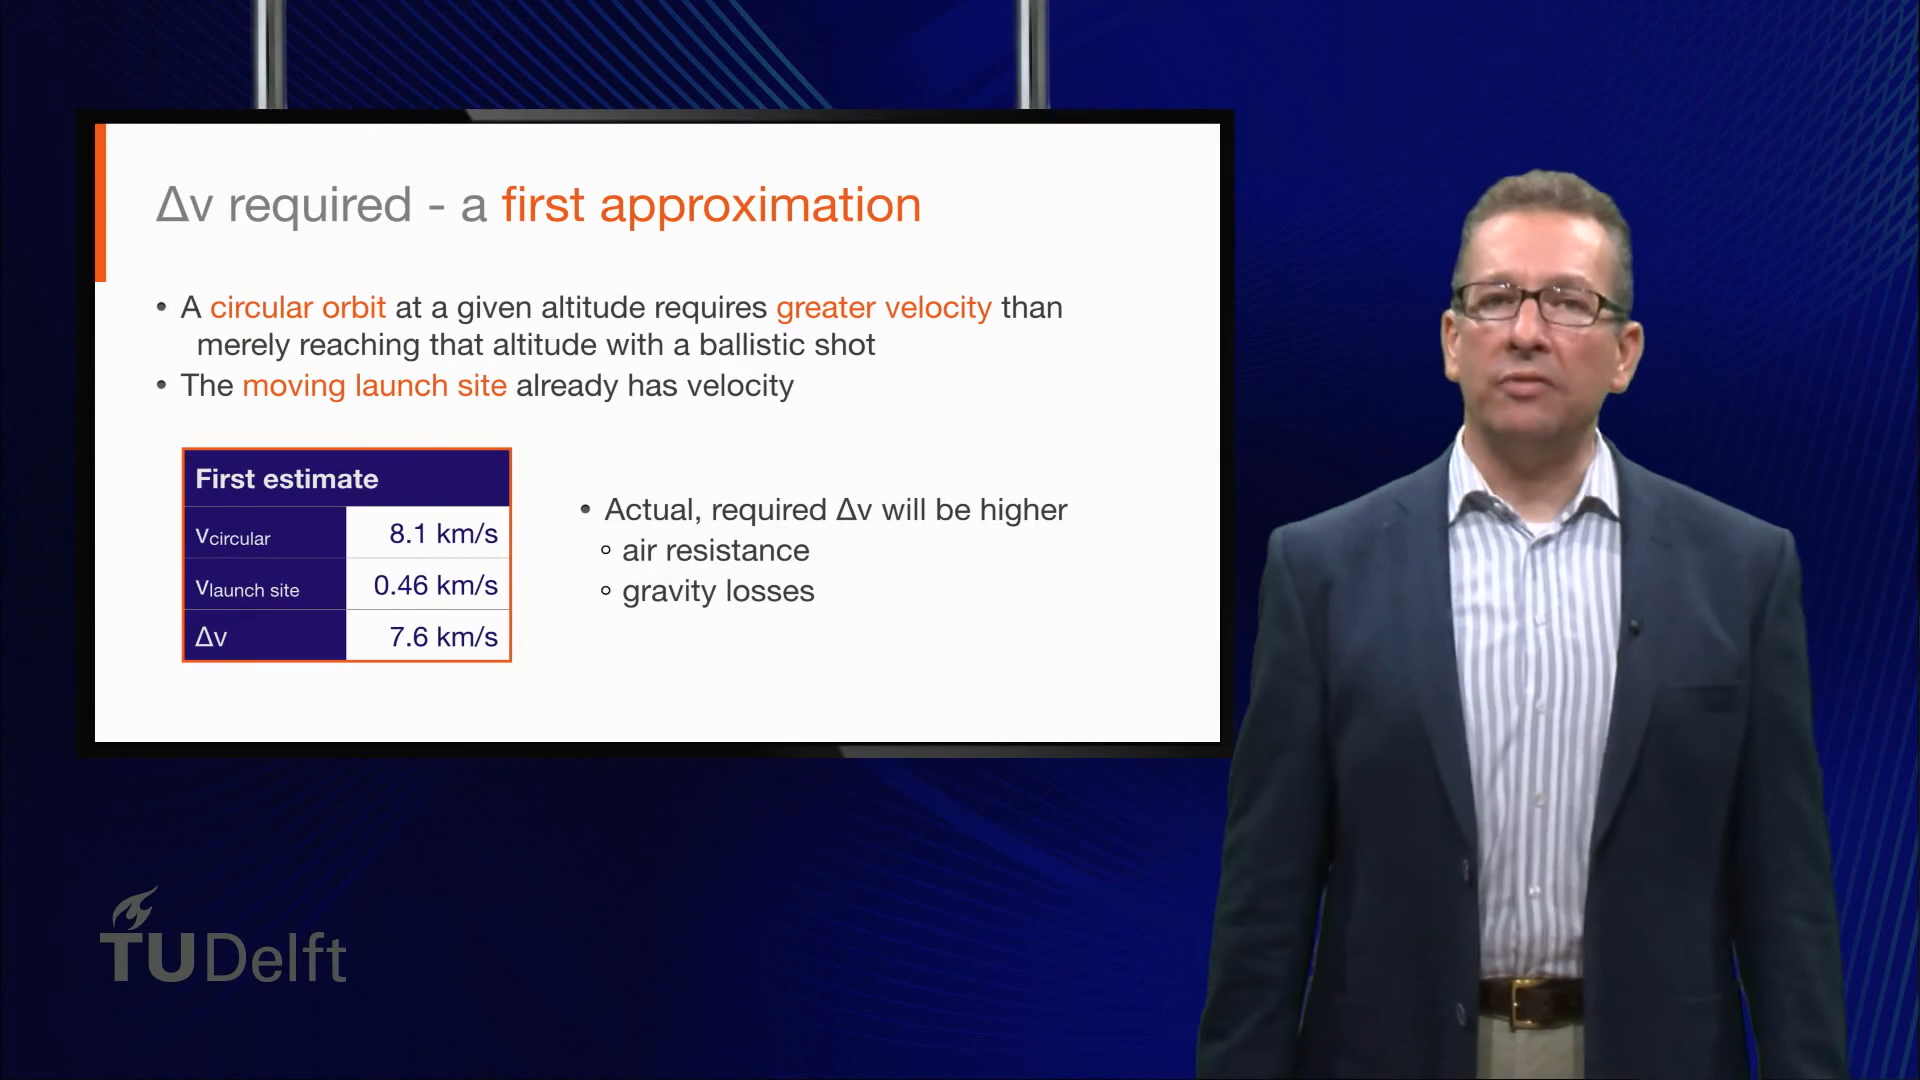 Δv required - a first approximation
• A circular orbit at a given altitude requires greater velocity than
merely reaching that altitude with a ballistic shot
• The moving launch site already has velocity
First estimate
Vcircular 8.1 km/s
Vlaunch site 0.46 km/s
Δv 7.6 km/s
• Actual, required Δv will be higher
◦ air resistance
◦ gravity losses
TU Delft